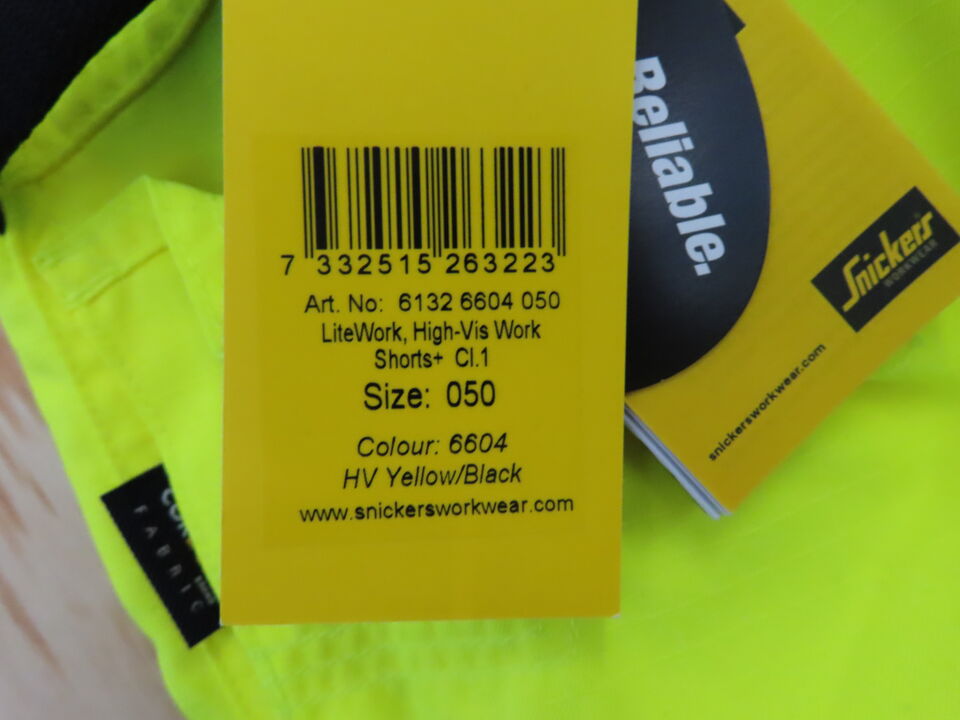 7 332515 263223
Art. No: 6132 6604 050
LiteWork, High-Vis Work
Shorts+ Cl.1
Size: 050
Colour: 6604
HV Yellow/Black
www.snickersworkwear.com
Reliable.
Snickers
WORKWEAR
snickersworkwear.com
FABRIC